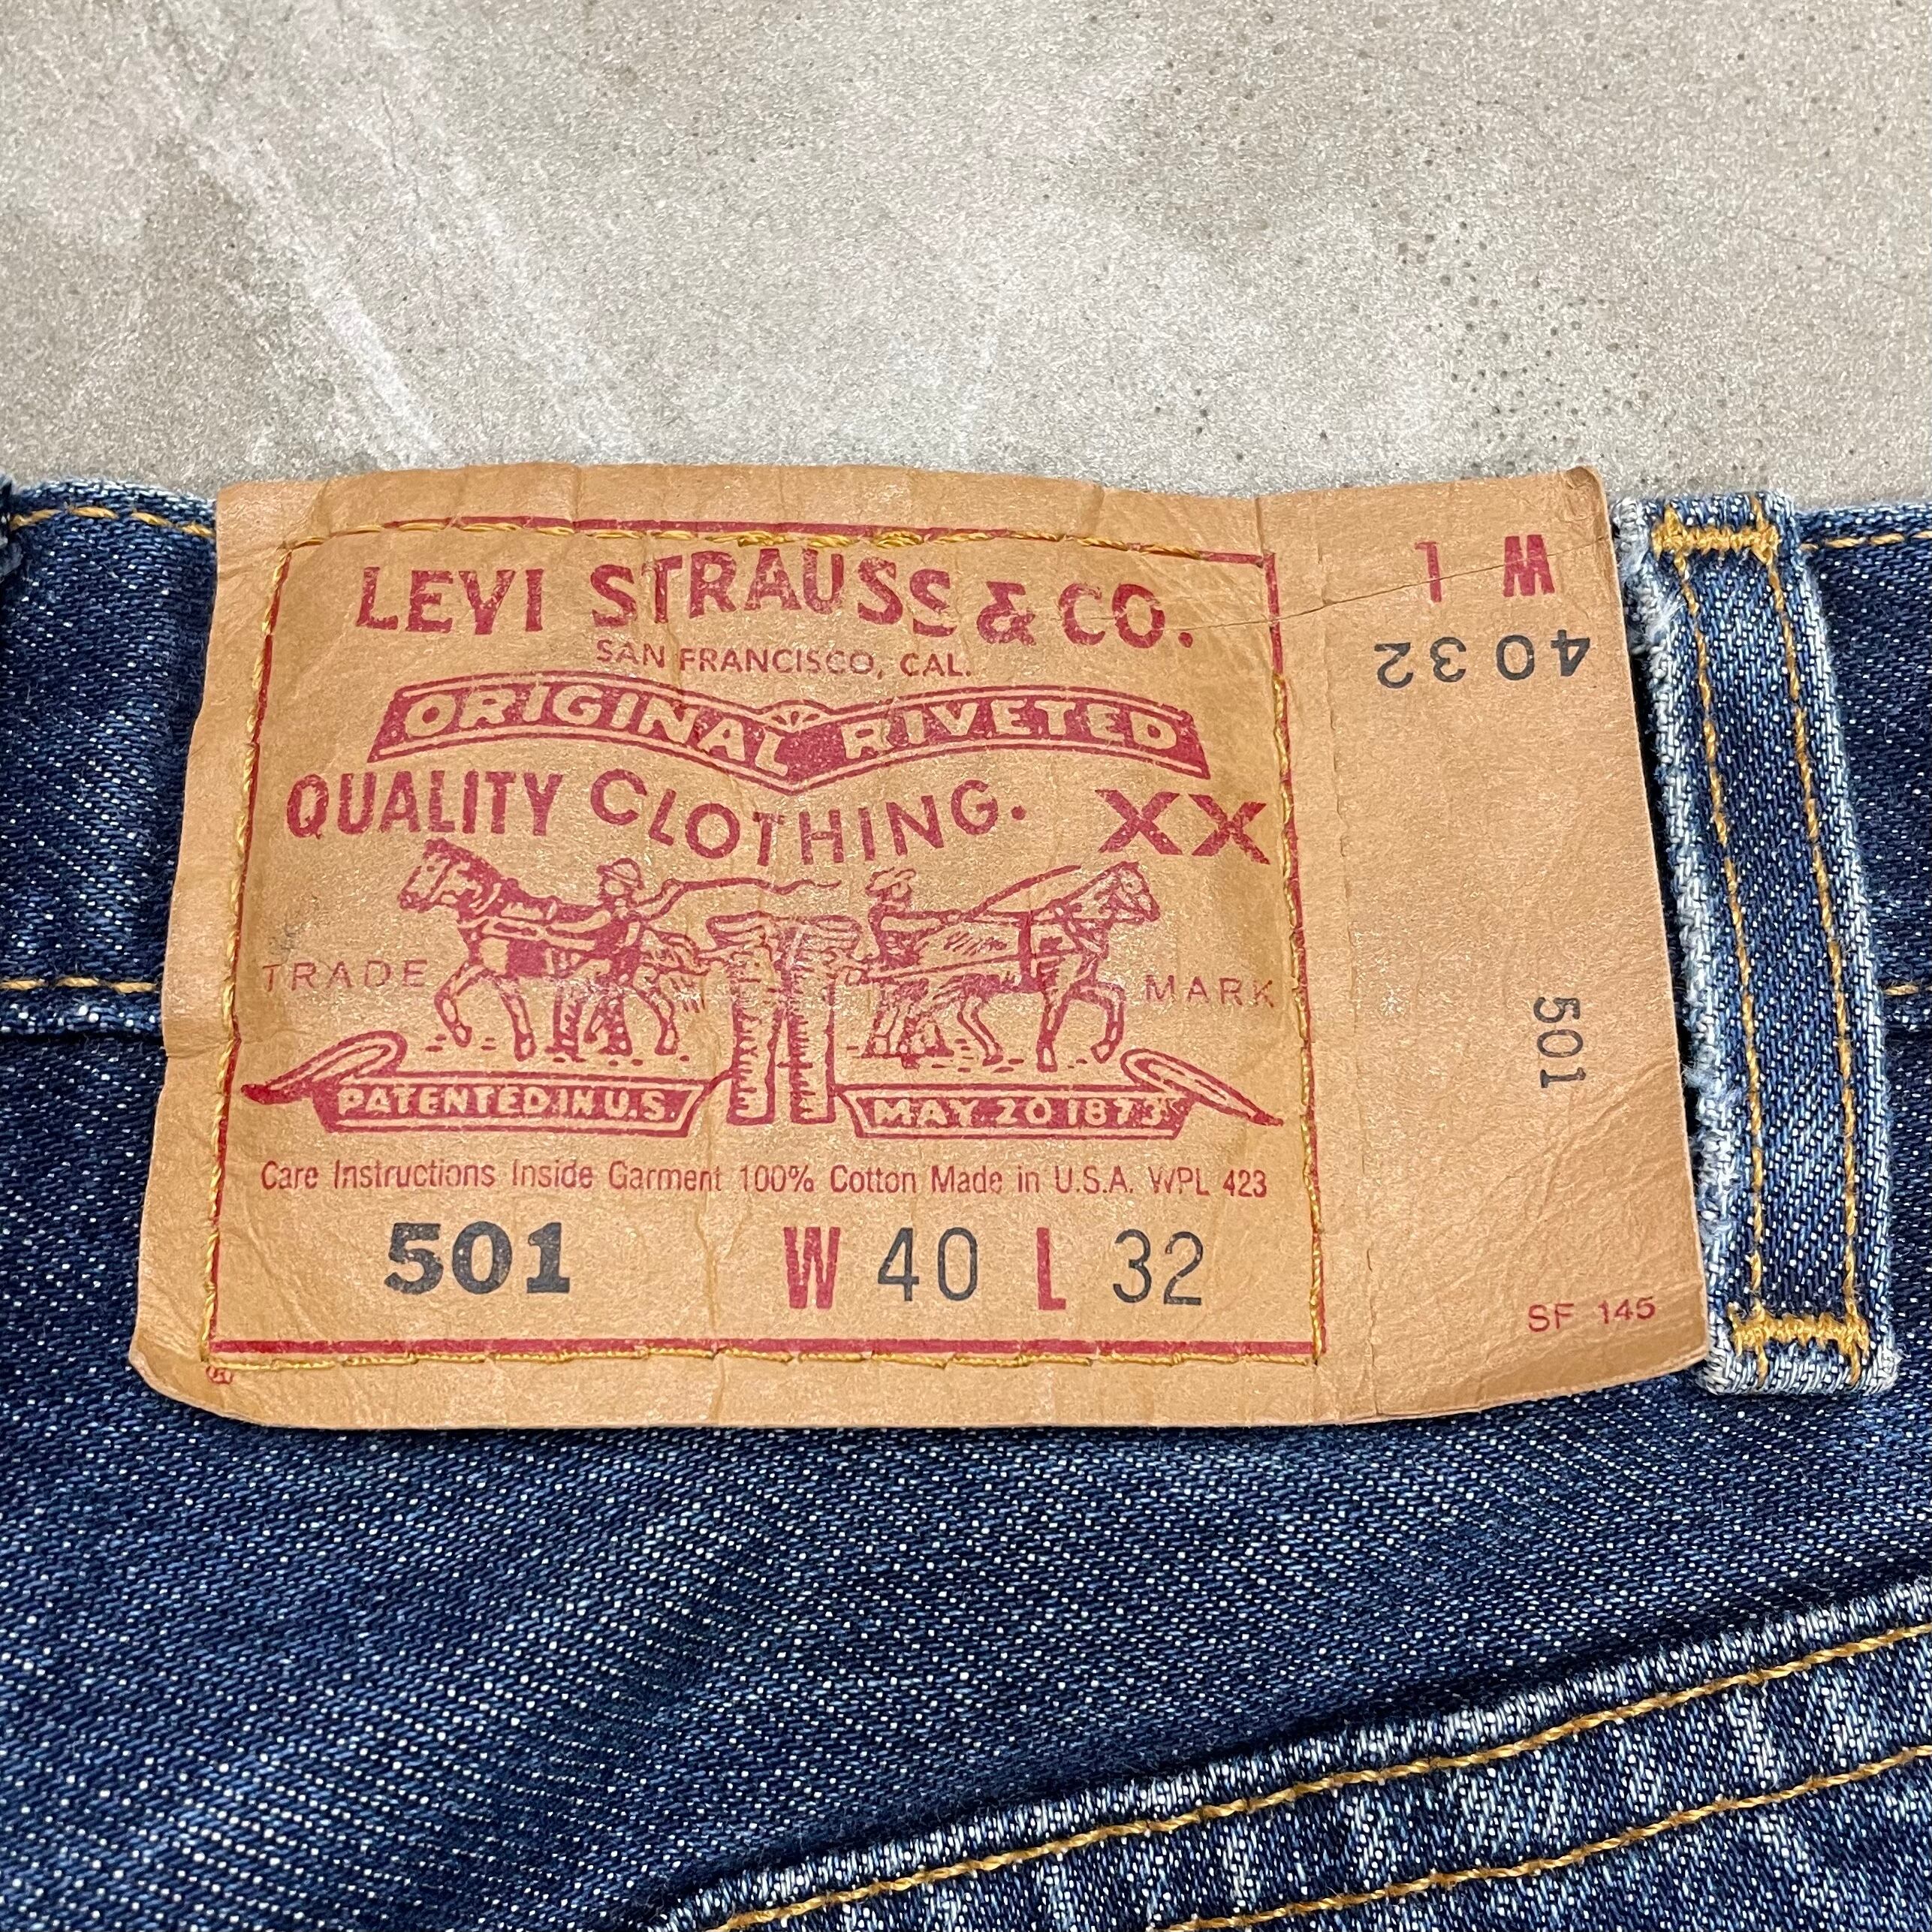 LEVI STRAUSS & CO.
SAN FRANCISCO, CAL.
ORIGINAL RIVETED
QUALITY CLOTHING. XX
TRADE MARK
PATENTED IN U.S. MAY 20 1873
Care Instructions Inside Garment 100% Cotton Made in U.S.A. WPL 423
501 W 40 L 32
®
W L
40 32
501
SF 145